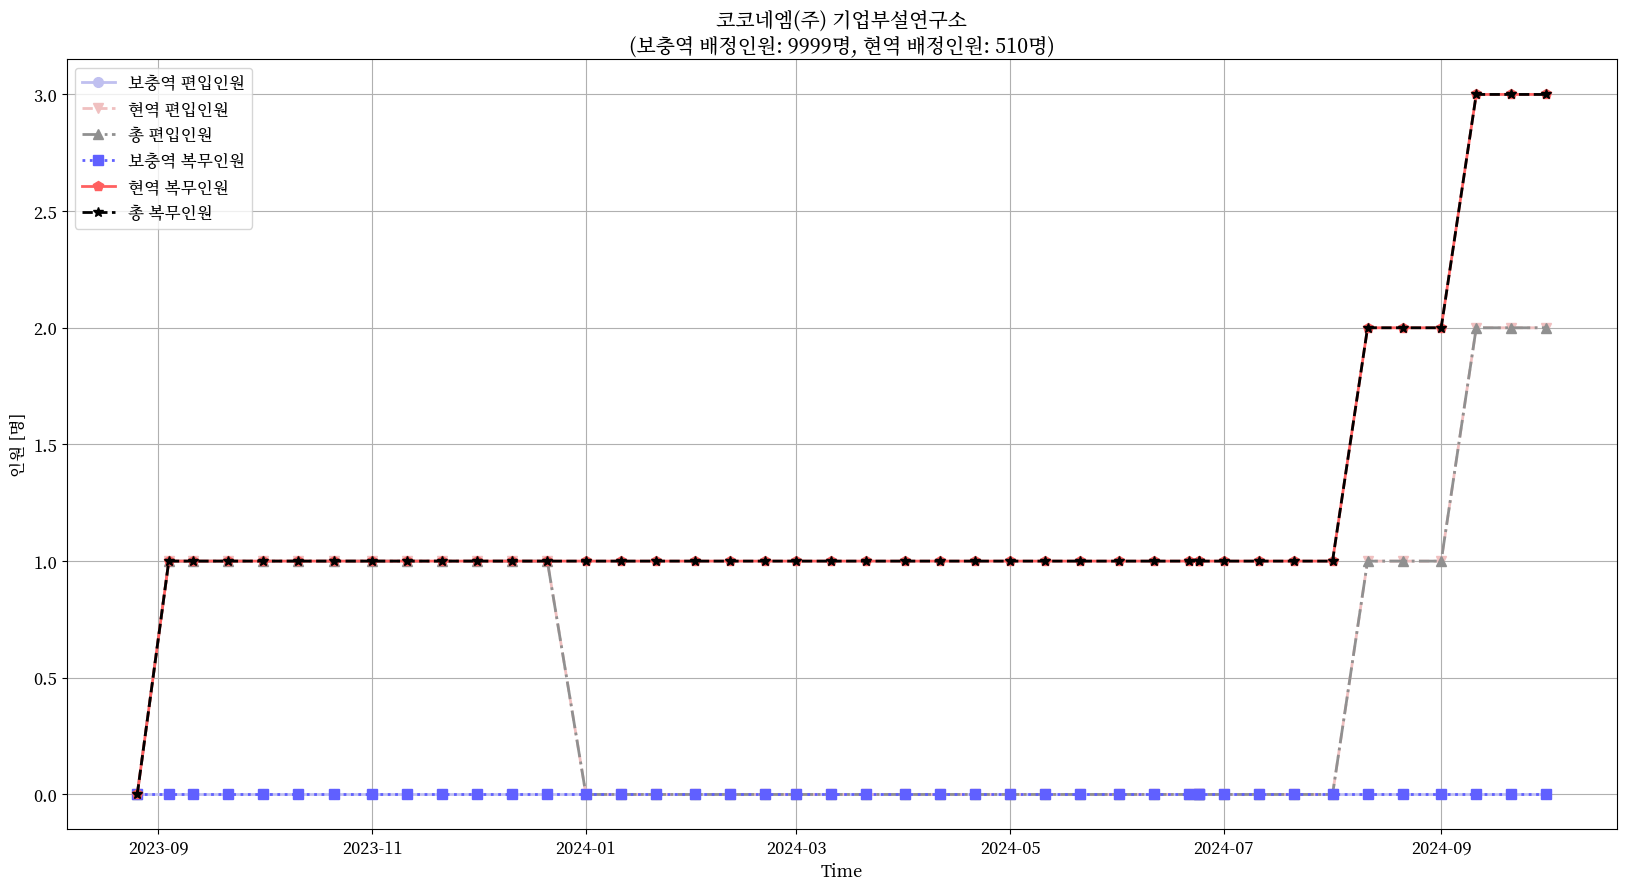 코코네엠(주) 기업부설연구소
(보충역 배정인원: 9999명, 현역 배정인원: 510명)
보충역 편입인원
현역 편입인원
총 편입인원
보충역 복무인원
현역 복무인원
총 복무인원
3.0
2.5
2.0
1.5
1.0
0.5
0.0
인원 [명]
2023-09
2023-11
2024-01
2024-03
2024-05
2024-07
2024-09
Time